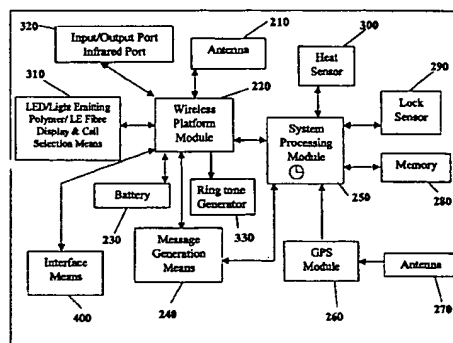 320
Input/Output Port
Infrared Port
210
Antenna
300
Heat
Sensor
290
Lock
Sensor
310
LED/Light Emitting
Polymer/ LE Fibre
Display & Call
Selection Means
220
Wireless
Platform
Module
System
Processing
Module
250
Memory
280
Battery
230
Ring tone
Generator
330
Message
Generation
Means
240
Interface
Means
400
GPS
Module
260
Antenna
270